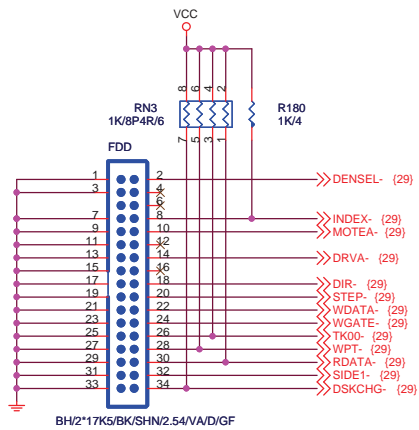 VCC
8 6 4 2
RN3
1K/8P4R/6
R180
1K/4
7 5 3 1
FDD
1 2 DENSEL- {29}
3 4
6
7 8 INDEX- {29}
9 10 MOTEA- {29}
11 12
13 14 DRVA- {29}
15 16
17 18 DIR- {29}
19 20 STEP- {29}
21 22 WDATA- {29}
23 24 WGATE- {29}
25 26 TK00- {29}
27 28 WPT- {29}
29 30 RDATA- {29}
31 32 SIDE1- {29}
33 34 DSKCHG- {29}
BH/2*17K5/BK/SHN/2.54/VA/D/GF